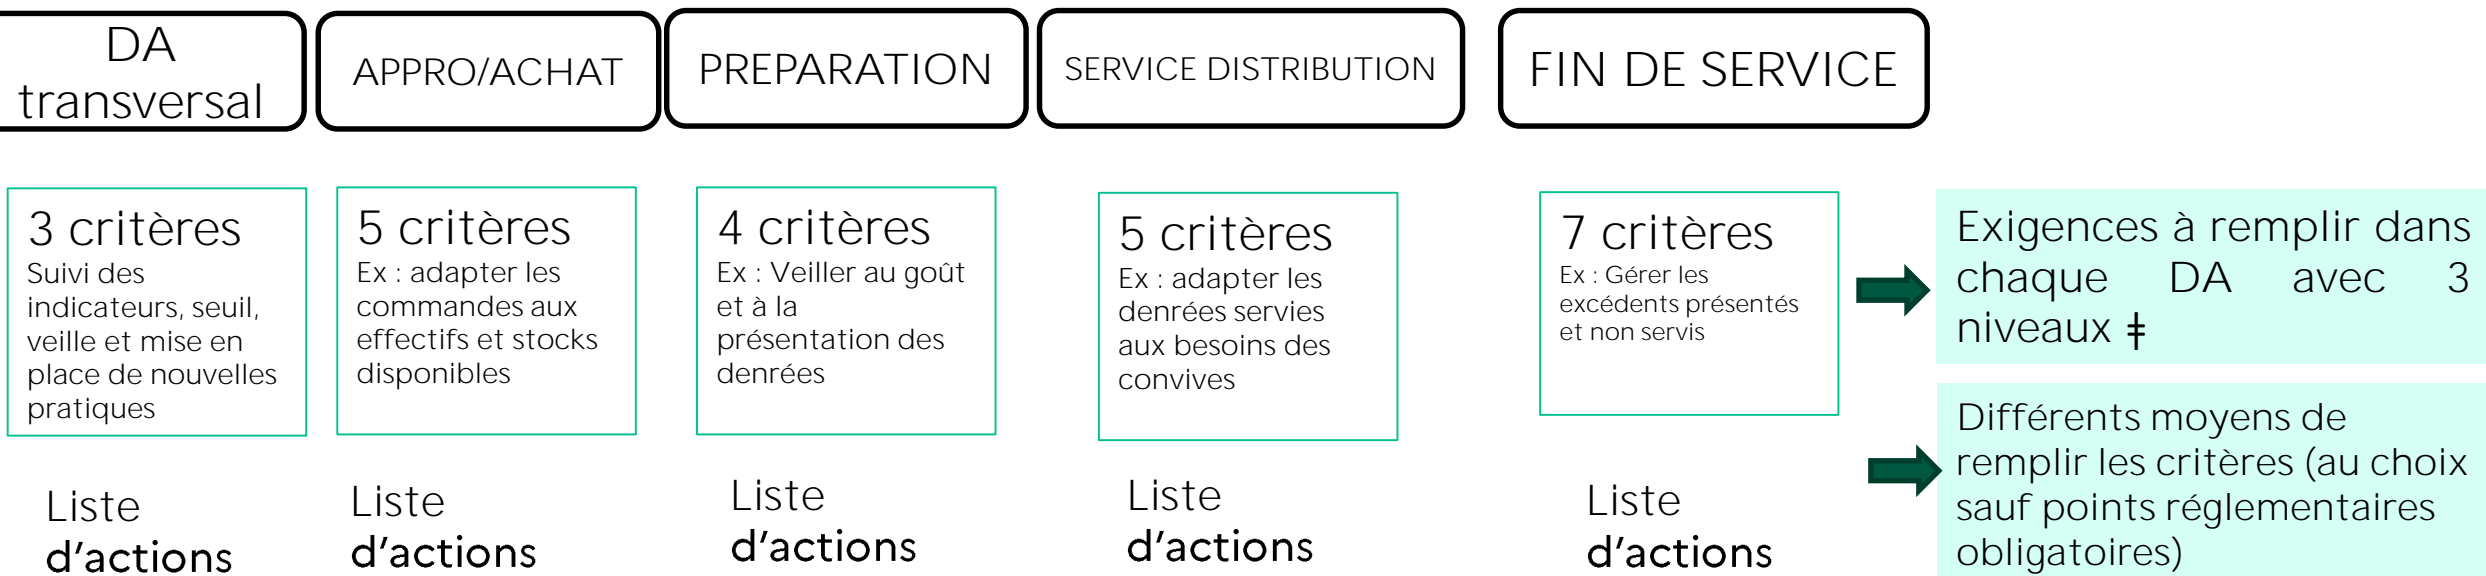 DA
transversal
APPRO/ACHAT
PREPARATION
SERVICE DISTRIBUTION
FIN DE SERVICE
3 critères
Suivi des
indicateurs, seuil,
veille et mise en
place de nouvelles
pratiques
5 critères
Ex : adapter les
commandes aux
effectifs et stocks
disponibles
4 critères
Ex : Veiller au goût
et à la
présentation des
denrées
5 critères
Ex : adapter les
denrées servies
aux besoins des
convives
7 critères
Ex : Gérer les
excédents présentés
et non servis
Exigences à remplir dans
chaque DA avec 3
niveaux ‡
Liste
d'actions
Liste
d'actions
Liste
d'actions
Liste
d'actions
Liste
d'actions
Différents moyens de
remplir les critères (au choix
sauf points réglementaires
obligatoires)